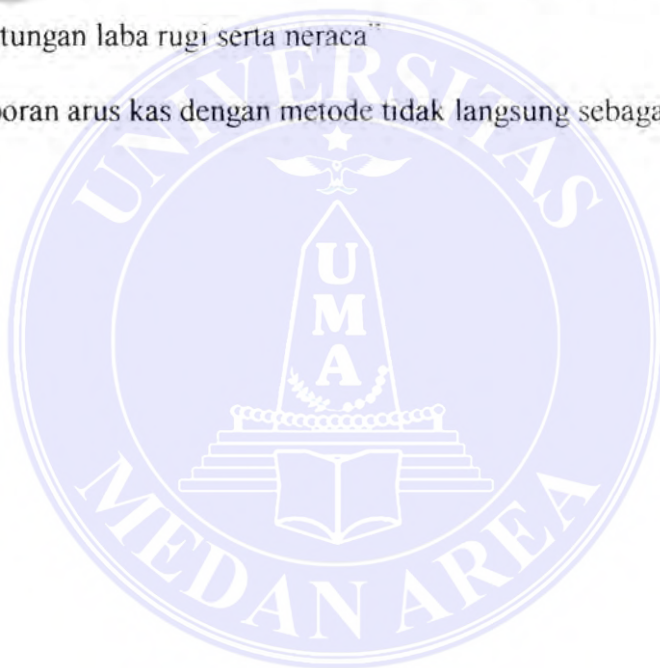 tungan laba rugi serta neraca"
poran arus kas dengan metode tidak langsung sebaga
UNIVERSITAS
UMA
MEDAN AREA